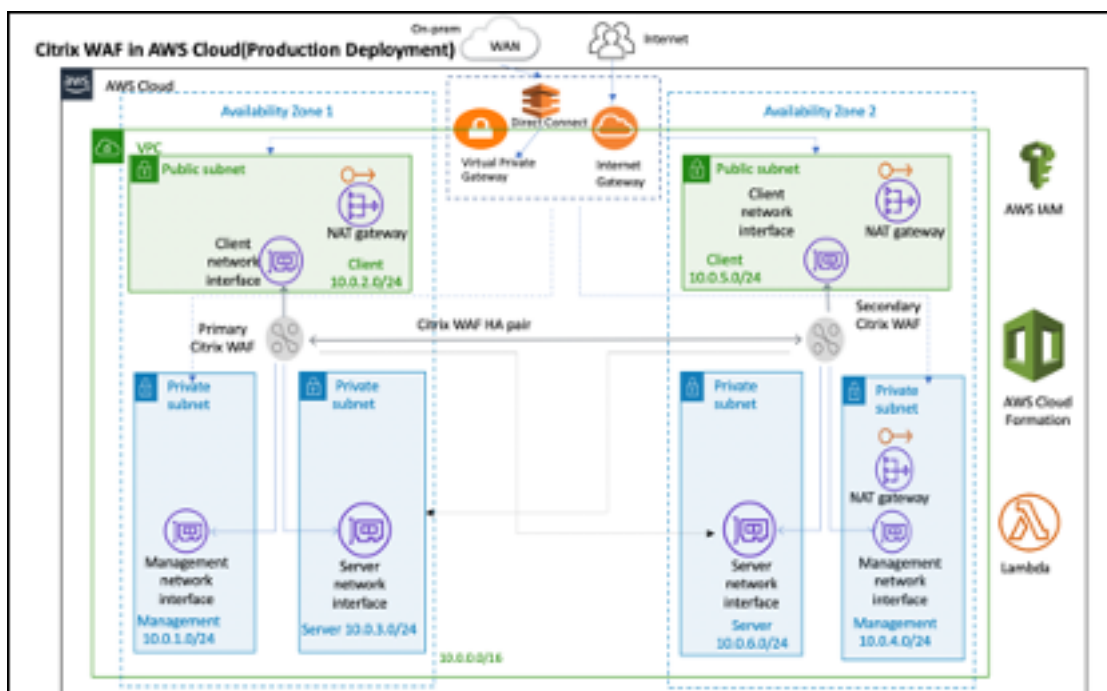 On-prem
WAN
Internet
Citrix WAF in AWS Cloud(Production Deployment)
aws
AWS Cloud
Availability Zone 1
Availability Zone 2
Direct Connect
Virtual Private
Gateway
Internet
Gateway
VPC
Public subnet
NAT gateway
Client
network
interface
Client
10.0.2.0/24
Public subnet
Client
network
interface
NAT gateway
Client
10.0.5.0/24
AWS IAM
Primary
Citrix WAF
Citrix WAF HA pair
Secondary
Citrix WAF
Private
subnet
Management
network
interface
Management
10.0.1.0/24
Private
subnet
Server
network
interface
Server 10.0.3.0/24
Private
subnet
Server
network
interface
Server
10.0.6.0/24
Private
subnet
NAT gateway
Management
network
interface
Management
10.0.4.0/24
AWS Cloud
Formation
Lambda
10.0.0.0/16